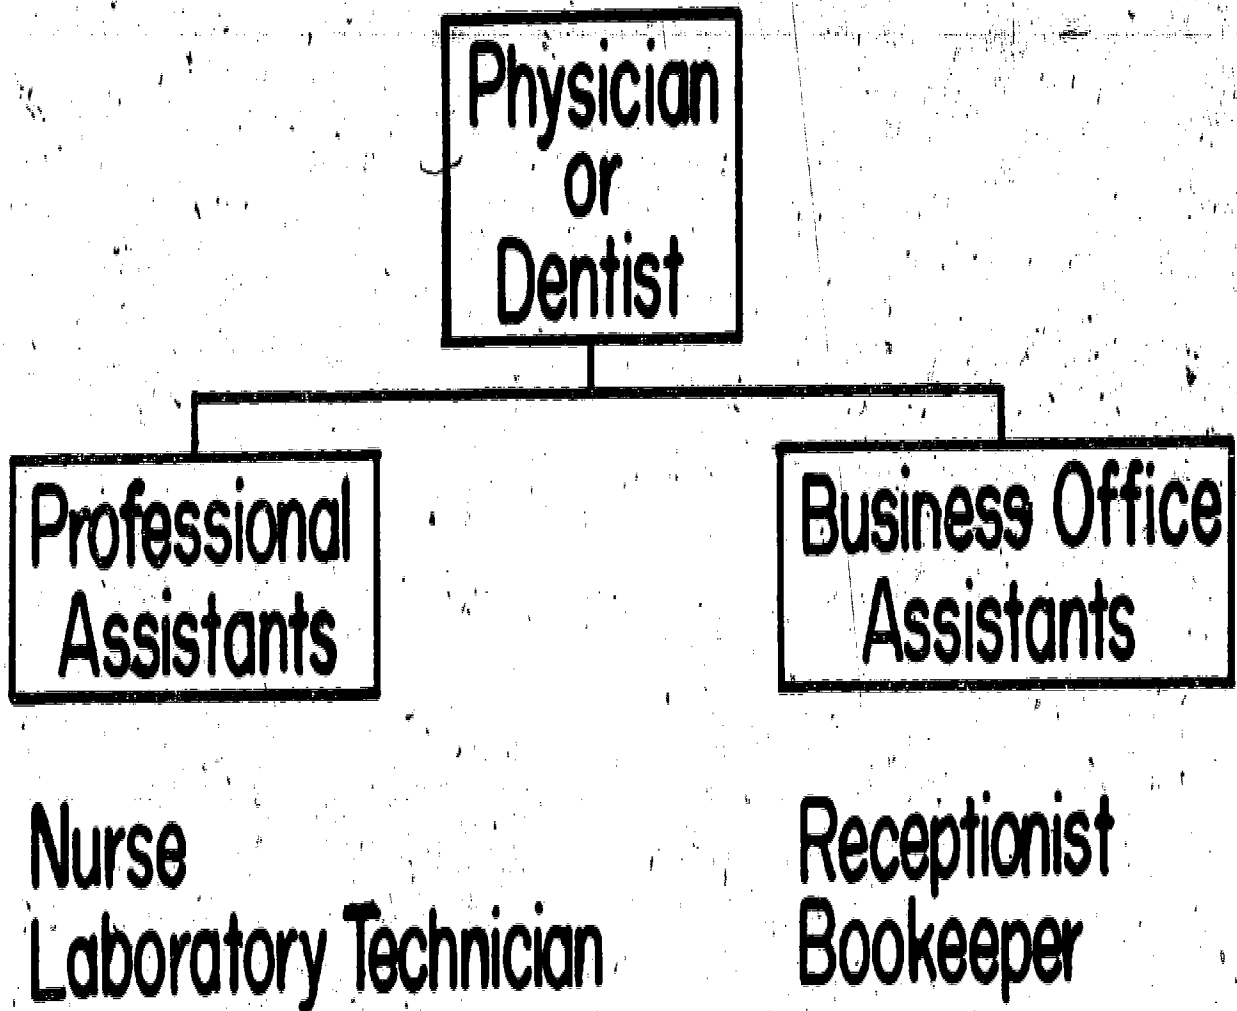 Physician
or
Dentist
Professional
Assistants
Business Office
Assistants
Nurse
Laboratory Technician
Receptionist
Bookeeper